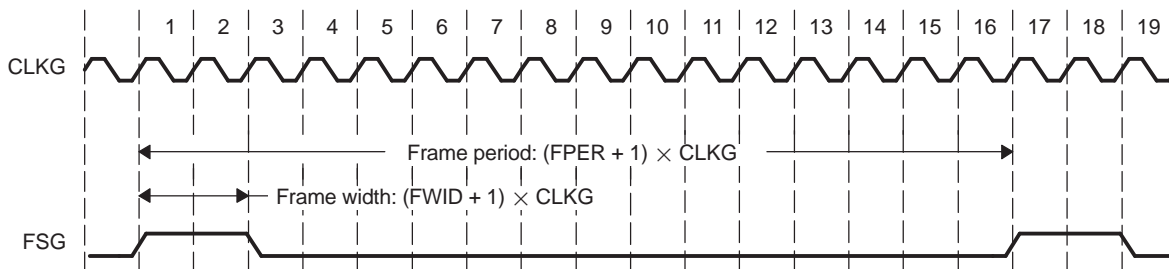 1 2 3 4 5 6 7 8 9 10 11 12 13 14 15 16 17 18 19
CLKG
Frame period: (FPER + 1) × CLKG
Frame width: (FWID + 1) × CLKG
FSG